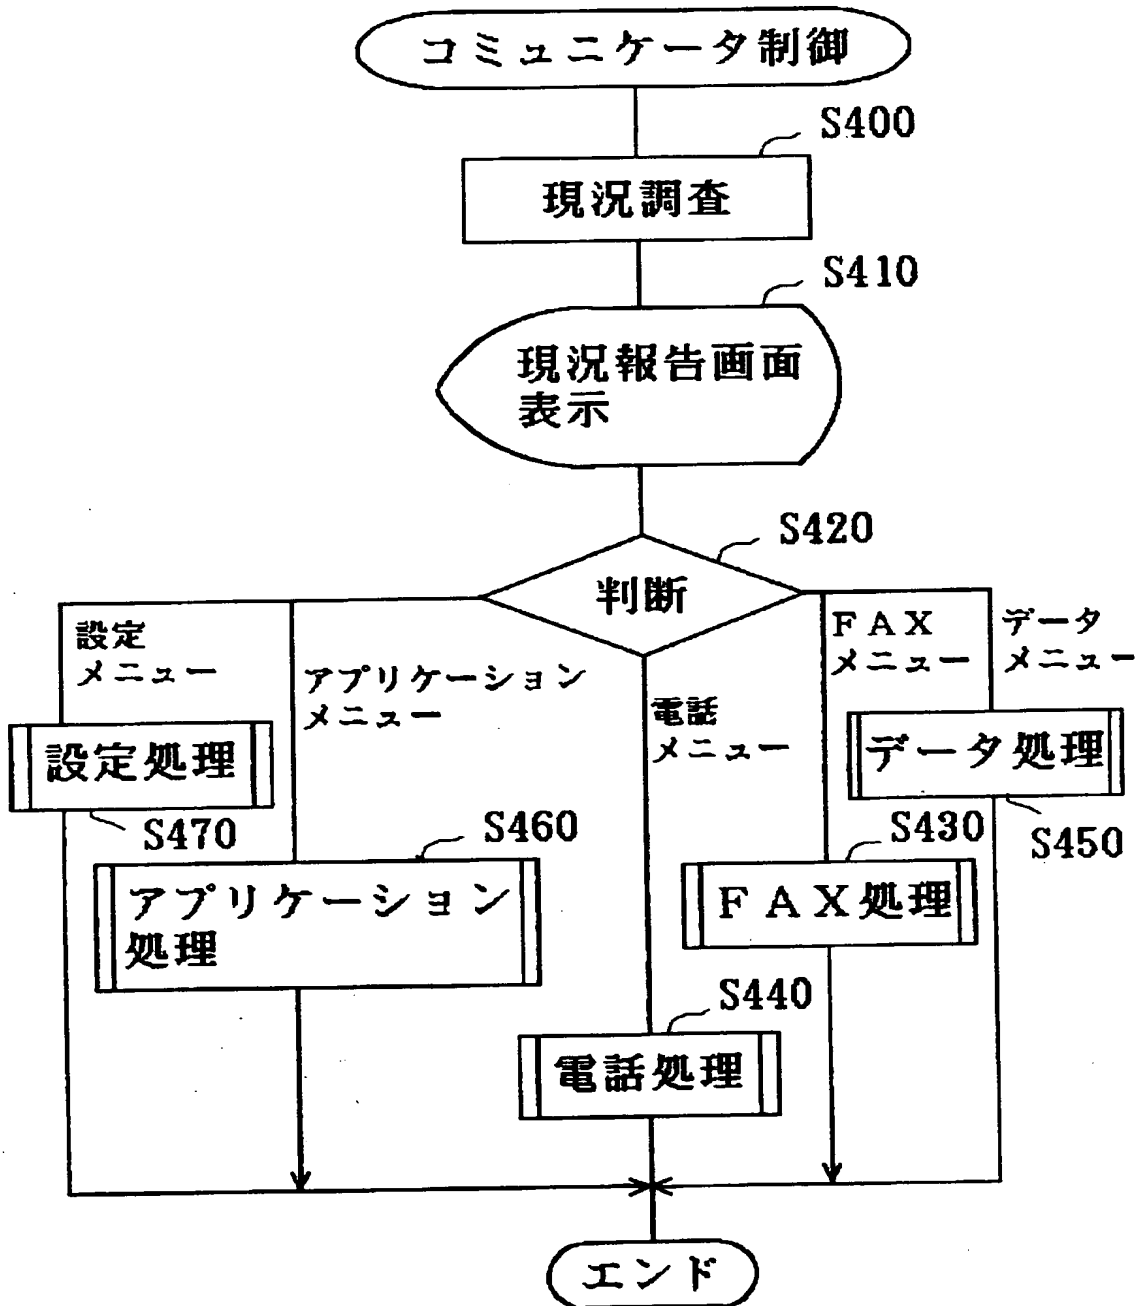 コミュニケータ制御
S400
現況調査
S410
現況報告画面
表示
S420
判断
設定
メニュー
アプリケーション
メニュー
電話
メニュー
FAX
メニュー
データ
メニュー
設定処理
データ処理
S470
S460
S430
S450
アプリケーション
処理
FAX処理
S440
電話処理
エンド